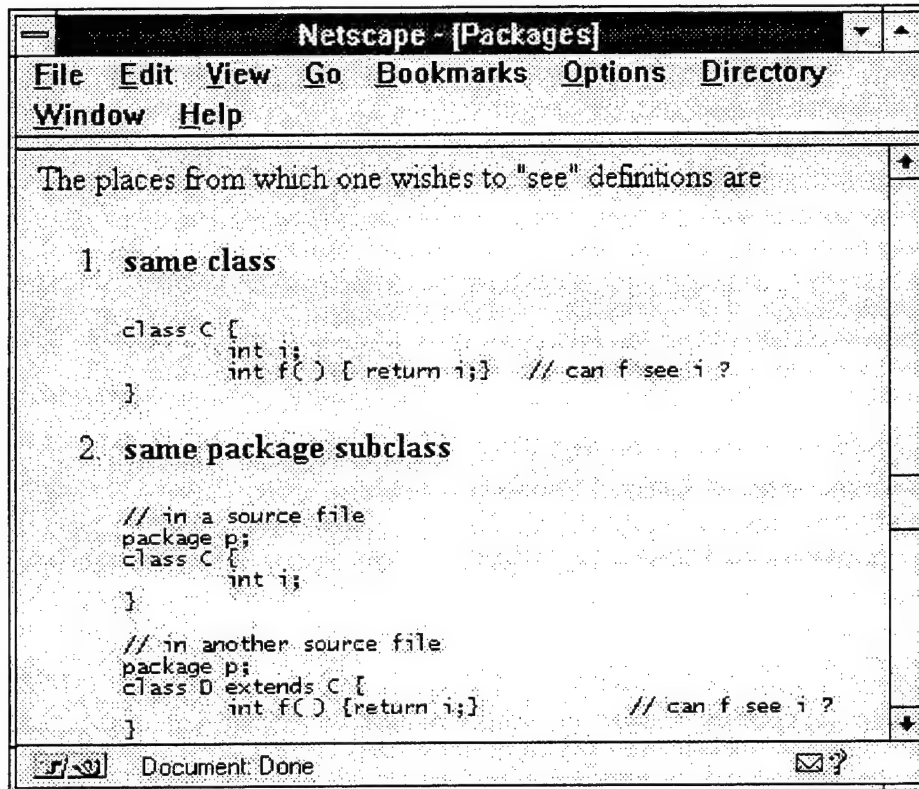 Netscape - [Packages]
File Edit View Go Bookmarks Options Directory
Window Help
The places from which one wishes to "see" definitions are
1. same class
class C {
int i;
int f( ) { return i;} // can f see i ?
}
2. same package subclass
// in a source file
package p;
class C {
int i;
}
// in another source file
package p;
class D extends C {
int f( ) {return i;} // can f see i ?
}
Document: Done